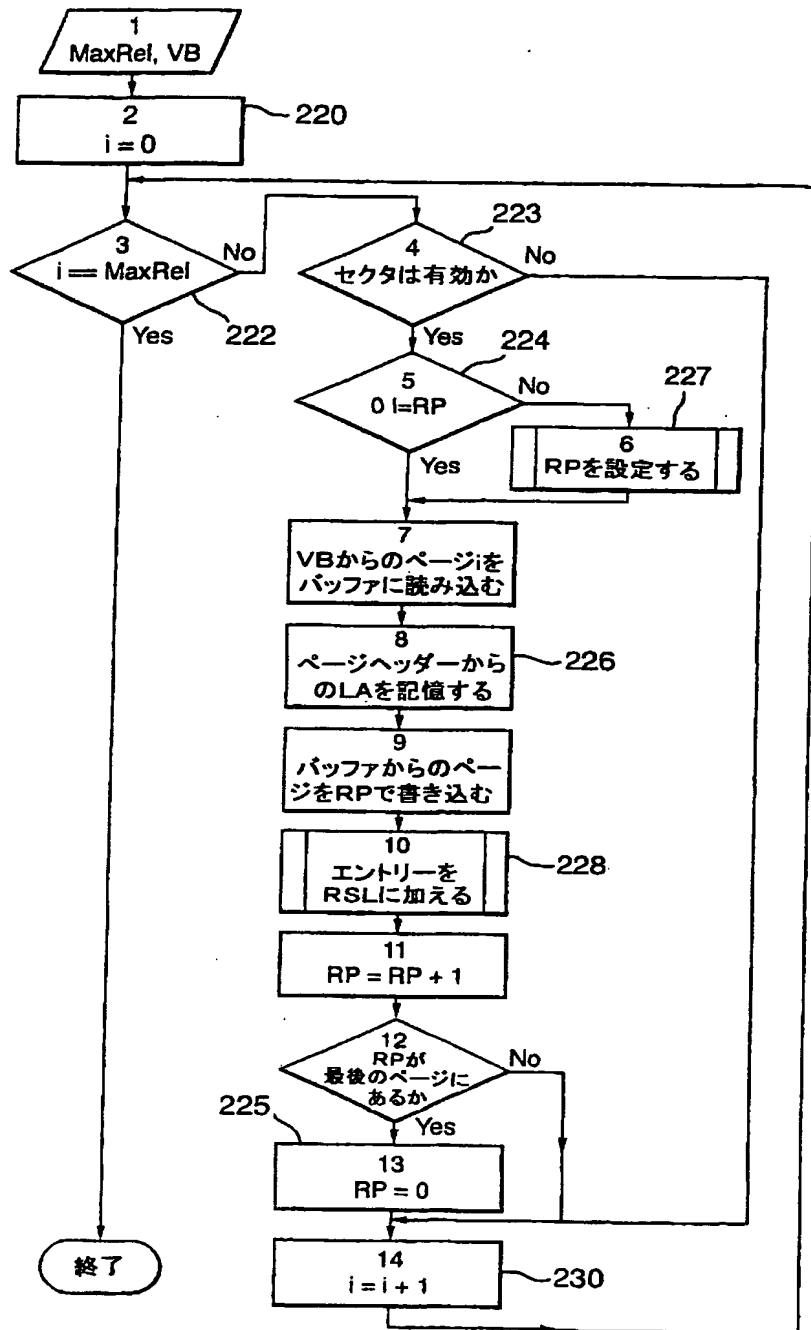 1
MaxRel, VB
2
i = 0
220
3
i == MaxRel
No
Yes
222
4
セクタは有効か
223
No
Yes
5
0 !=RP
224
No
Yes
6
RPを設定する
227
7
VBからのページiを
バッファに読み込む
8
ページヘッダーから
のLAを記憶する
226
9
バッファからのペー
ジをRPで書き込む
10
エントリーを
RSLに加える
228
11
RP = RP + 1
12
RPが
最後のページに
あるか
No
Yes
225
13
RP = 0
終了
14
i = i + 1
230